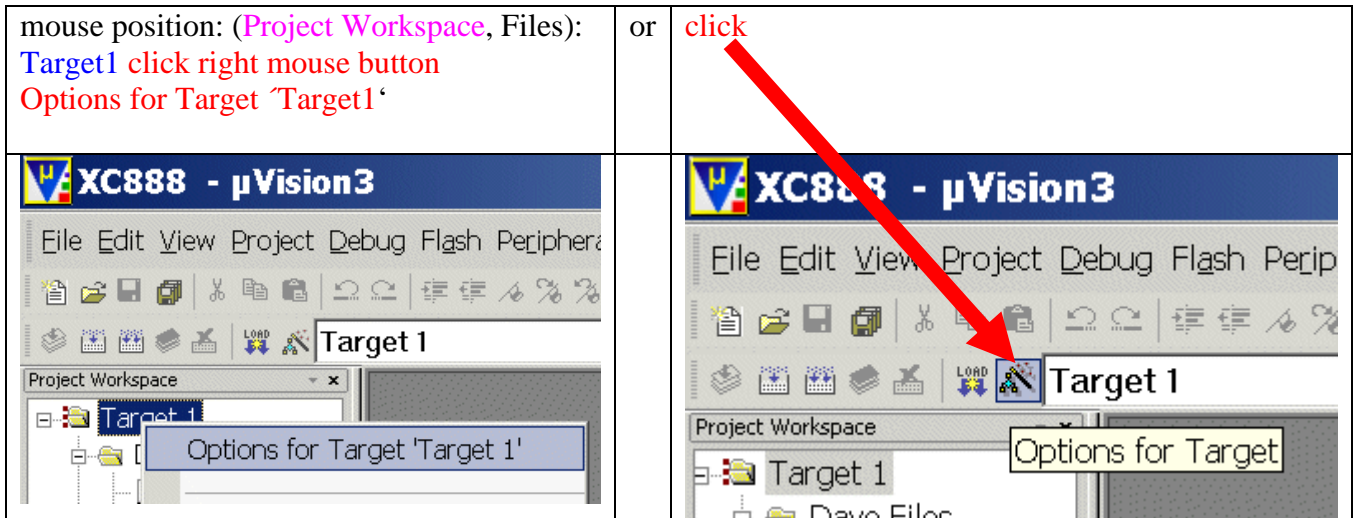 mouse position: (Project Workspace, Files):
Target1 click right mouse button
Options for Target ´Target1‘
or
click
XC888 - µVision3
File Edit View Project Debug Flash
LOAD
Target 1
Project Workspace
Target 1
Options for Target 'Target 1'
XC888 - µVision3
File Edit View Project Debug Flash
LOAD
Target 1
Project Workspace
Options for Target
Target 1
Dave Files